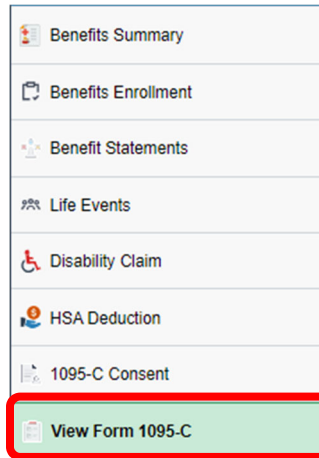 Benefits Summary
Benefits Enrollment
Benefit Statements
Life Events
Disability Claim
HSA Deduction
1095-C Consent
View Form 1095-C